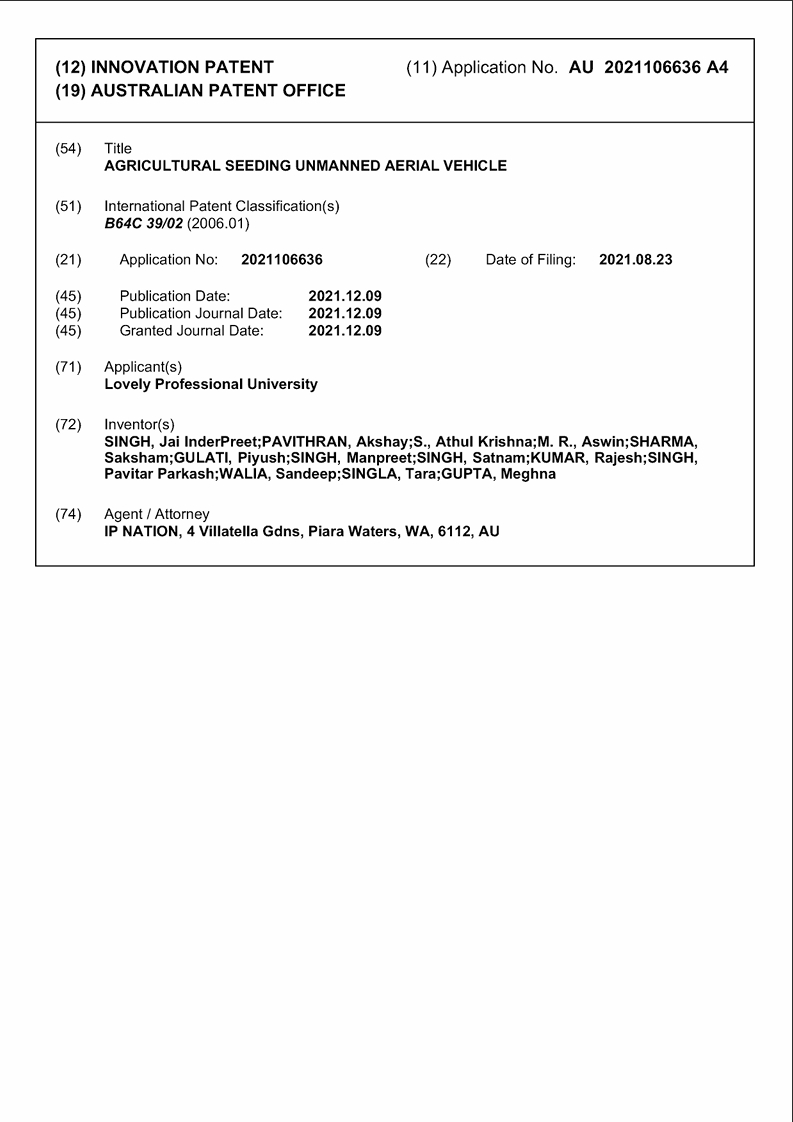 (12) INNOVATION PATENT (11) Application No. AU 2021106636 A4
(19) AUSTRALIAN PATENT OFFICE
(54) Title
AGRICULTURAL SEEDING UNMANNED AERIAL VEHICLE
(51) International Patent Classification(s)
B64C 39/02 (2006.01)
(21) Application No: 2021106636 (22) Date of Filing: 2021.08.23
(45) Publication Date: 2021.12.09
(45) Publication Journal Date: 2021.12.09
(45) Granted Journal Date: 2021.12.09
(71) Applicant(s)
Lovely Professional University
(72) Inventor(s)
SINGH, Jai InderPreet;PAVITHRAN, Akshay;S., Athul Krishna;M. R., Aswin;SHARMA,
Saksham;GULATI, Piyush;SINGH, Manpreet;SINGH, Satnam;KUMAR, Rajesh;SINGH,
Pavitar Parkash;WALIA, Sandeep;SINGLA, Tara;GUPTA, Meghna
(74) Agent / Attorney
IP NATION, 4 Villatella Gdns, Piara Waters, WA, 6112, AU